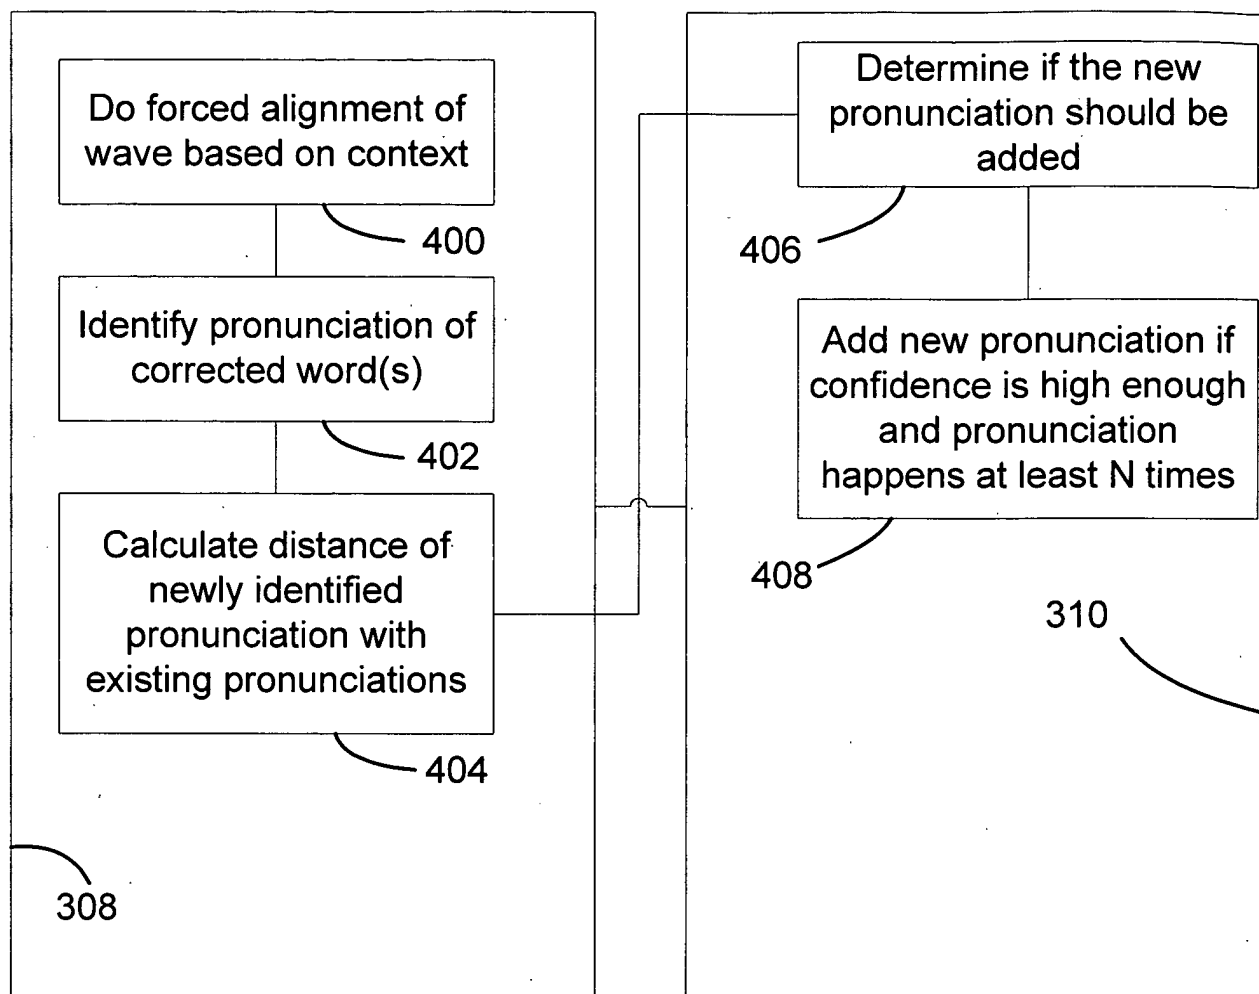 Do forced alignment of
wave based on context
400
Identify pronunciation of
corrected word(s)
402
Calculate distance of
newly identified
pronunciation with
existing pronunciations
404
308
Determine if the new
pronunciation should be
added
406
Add new pronunciation if
confidence is high enough
and pronunciation
happens at least N times
408
310